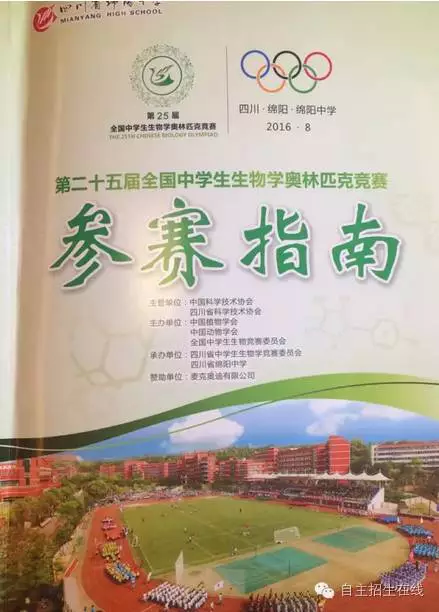 四川省绵阳中学
MIANYANG HIGH SCHOOL
第25届
全国中学生生物学奥林匹克竞赛
THE 25TH CHINESE BIOLOGY OLYMPIAD
四川·绵阳·绵阳中学
2016·8
第二十五届全国中学生生物学奥林匹克竞赛
参赛指南
主管单位：中国科学技术协会
四川省科学技术协会
主办单位：中国植物学会
中国动物学会
全国中学生生物竞赛委员会
承办单位：四川省中学生生物学竞赛委员会
四川省绵阳中学
赞助单位：麦克奥迪有限公司
自主招生在线